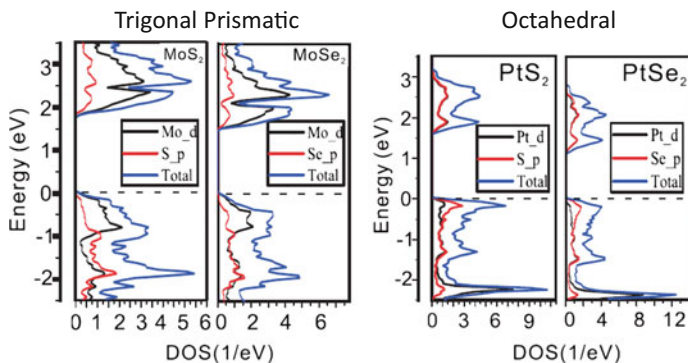 Trigonal Prismatic
Octahedral
MoS2
MoSe2
PtS2
PtSe2
Energy (eV)
3
2
1
0
-1
-2
Mo_d
S_p
Total
Mo_d
Se_p
Total
0 1 2 3 4 5 6
0 2 4 6
DOS(1/eV)
Energy (eV)
3
2
1
0
-1
-2
Pt_d
S_p
Total
Pt_d
Se_p
Total
0 3 6 9
0 4 8 12
DOS(1/eV)